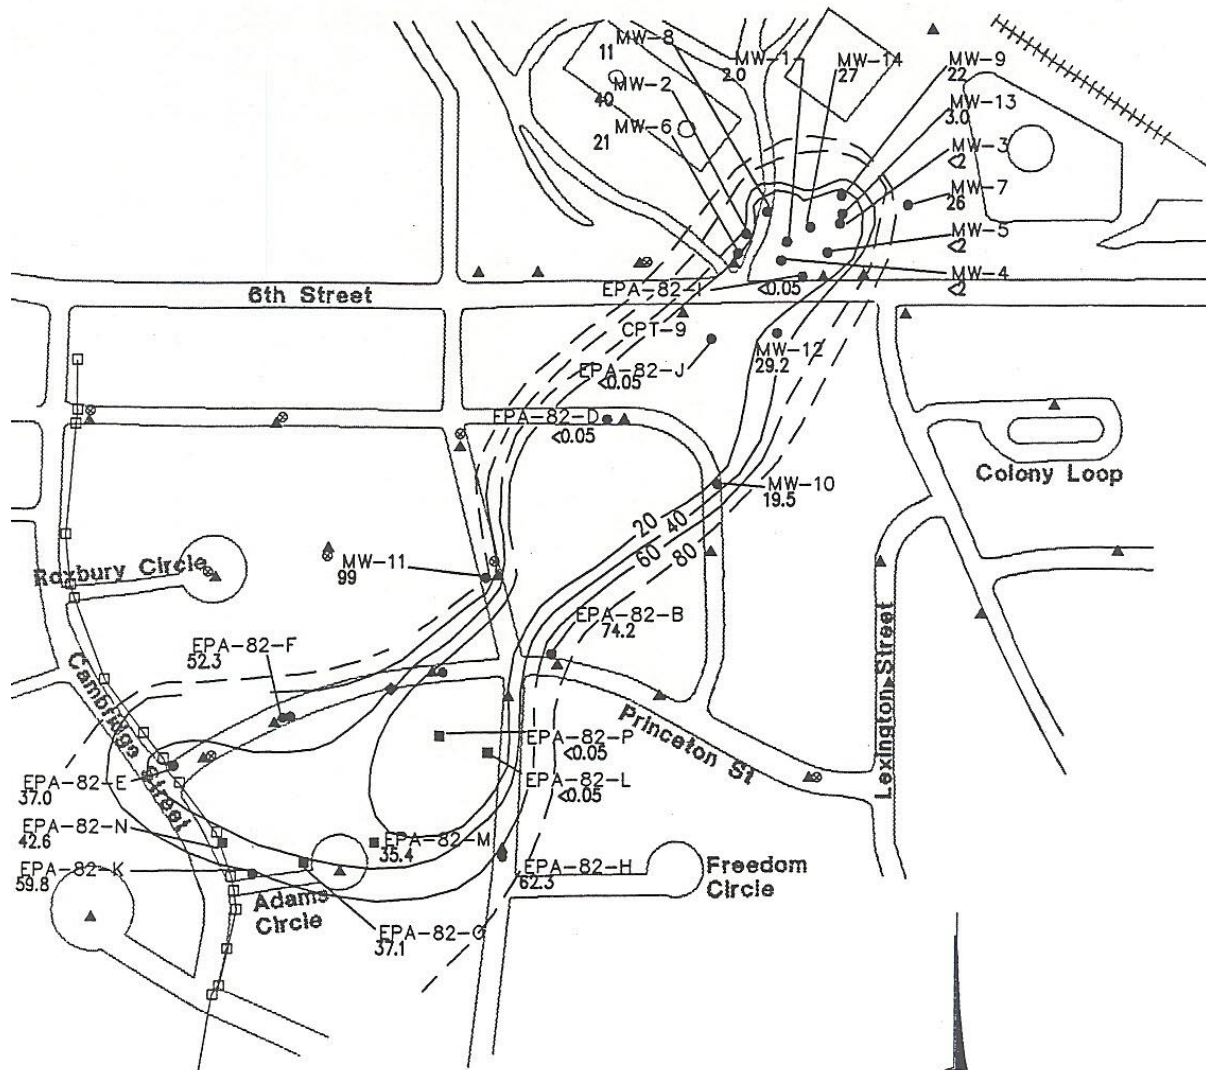 MW-8
11
MW-1
20
MW-14
27
MW-9
22
MW-2
40
MW-13
3.0
MW-6
21
MW-3
<2
MW-7
26
MW-5
<2
MW-4
<2
6th Street
EPA-82-I
<0.05
CPT-9
MW-12
29.2
EPA-82-J
<0.05
EPA-82-D
<0.05
Colony Loop
MW-10
19.5
20
40
60
80
Roxbury Circle
MW-11
99
EPA-82-B
74.2
EPA-82-F
52.3
Cambridge Street
Princeton St
Lexington Street
EPA-82-P
<0.05
EPA-82-E
37.0
EPA-82-L
<0.05
EPA-82-N
42.6
EPA-82-M
35.4
EPA-82-K
59.8
EPA-82-H
62.3
Freedom
Circle
Adams
Circle
EPA-82-O
37.1